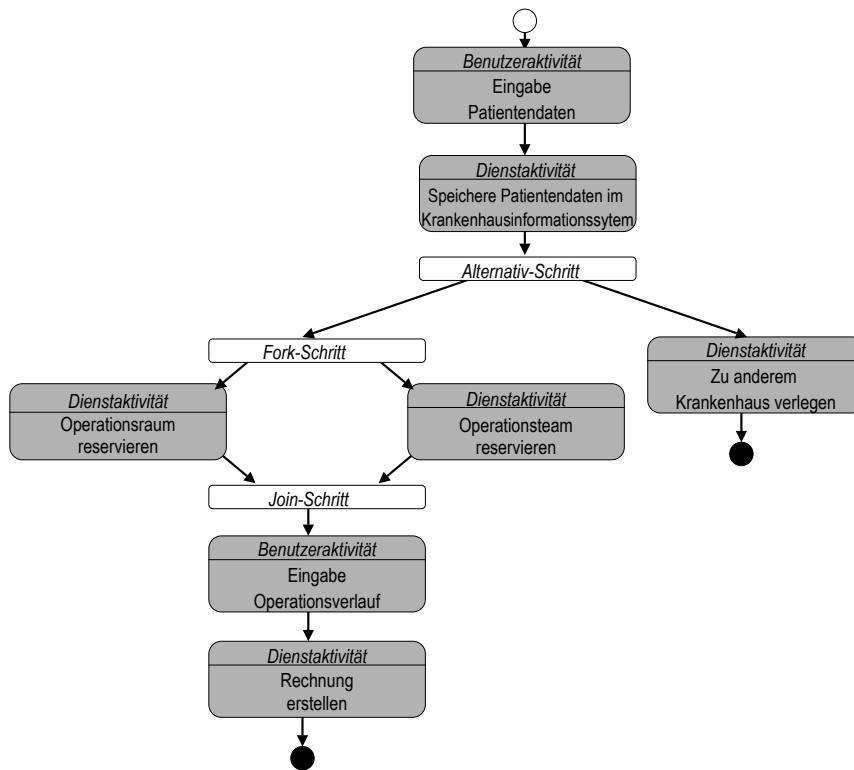 Benutzeraktivität
Eingabe
Patientendaten
Dienstaktivität
Speichere Patientendaten im
Krankenhausinformationssytem
Alternativ-Schritt
Fork-Schritt
Dienstaktivität
Zu anderem
Krankenhaus verlegen
Dienstaktivität
Operationsraum
reservieren
Dienstaktivität
Operationsteam
reservieren
Join-Schritt
Benutzeraktivität
Eingabe
Operationsverlauf
Dienstaktivität
Rechnung
erstellen